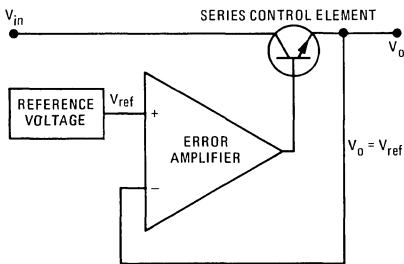 SERIES CONTROL ELEMENT
Vin
Vo
REFERENCE
VOLTAGE
Vref
+
ERROR
AMPLIFIER
−
Vo = Vref